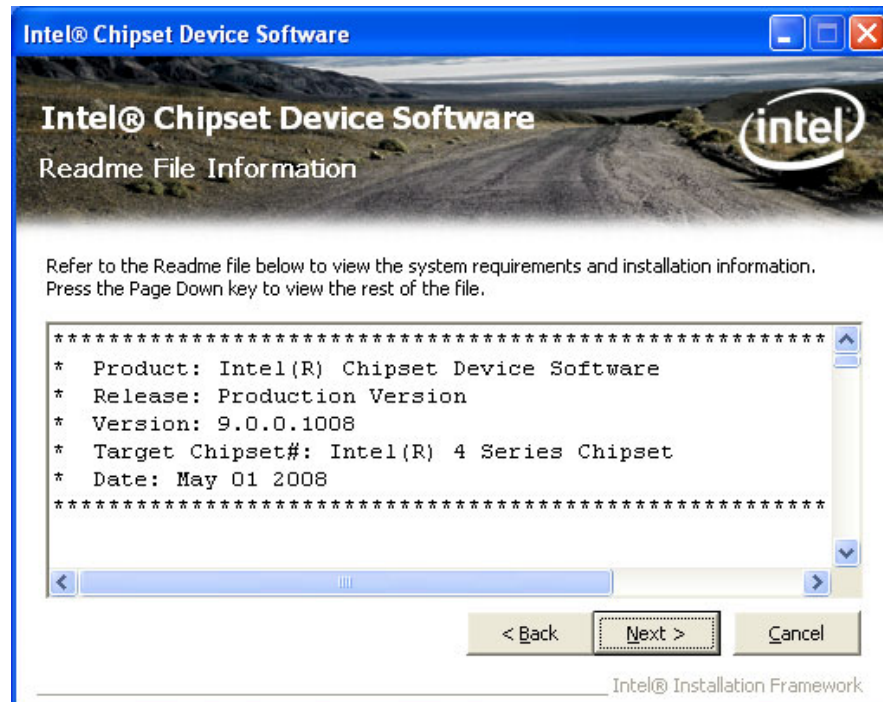 Intel® Chipset Device Software
Intel® Chipset Device Software
intel
Readme File Information
Refer to the Readme file below to view the system requirements and installation information.
Press the Page Down key to view the rest of the file.
********************************************************
* Product: Intel(R) Chipset Device Software
* Release: Production Version
* Version: 9.0.0.1008
* Target Chipset#: Intel(R) 4 Series Chipset
* Date: May 01 2008
********************************************************
< Back Next > Cancel
Intel® Installation Framework